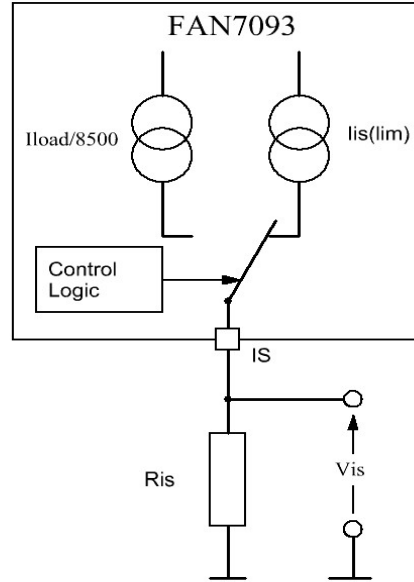 FAN7093
Iload/8500
Iis(lim)
Control
Logic
IS
Ris
Vis